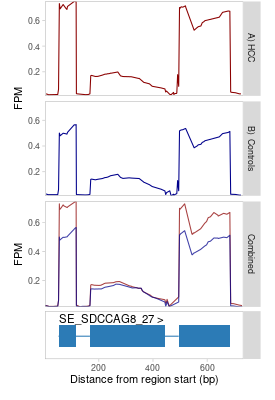 0.6
0.4
0.2
A) HCC
FPM
0.6
0.4
0.2
B) Controls
0.6
0.4
0.2
FPM
Combined
SE_SDCCAG8_27 >
200 400 600
Distance from region start (bp)